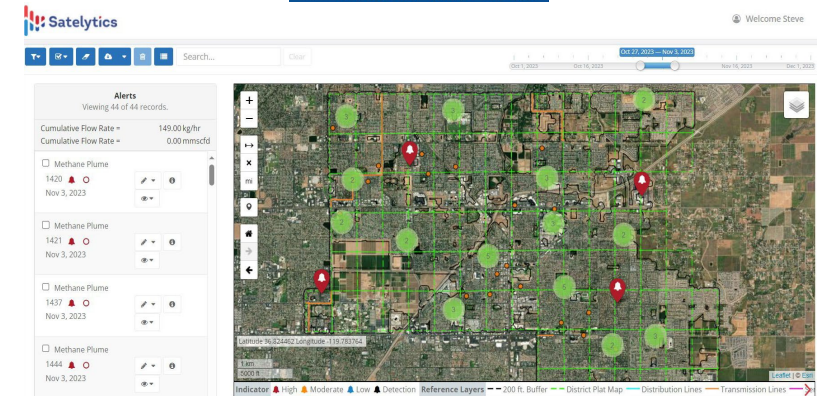 Satelytics
Welcome Steve
Search...
Clear
Oct 27, 2023 — Nov 3, 2023
Oct 1, 2023
Oct 16, 2023
Nov 16, 2023
Dec 1, 2023
Alerts
Viewing 44 of 44 records.
Cumulative Flow Rate = 149.00 kg/hr
Cumulative Flow Rate = 0.00 mmscfd
Methane Plume
1420
Nov 3, 2023
Methane Plume
1421
Nov 3, 2023
Methane Plume
1437
Nov 3, 2023
Methane Plume
1444
Nov 3, 2023
+
−
mi
Latitude 36.824462 Longitude -119.783764
1 km
5000 ft
Leaflet | © Esri
Indicator High Moderate Low Detection Reference Layers 200 ft. Buffer District Plat Map Distribution Lines Transmission Lines